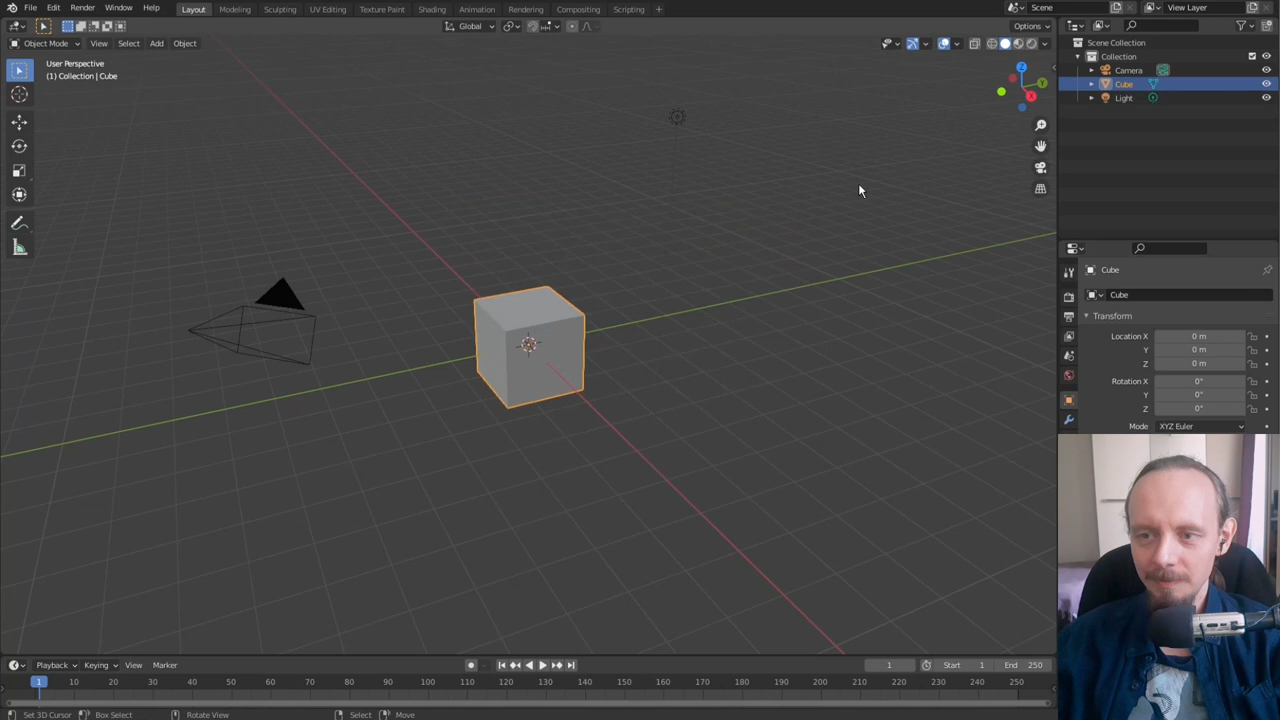 File Edit Render Window Help Layout Modeling Sculpting UV Editing Texture Paint Shading Animation Rendering Compositing Scripting + Scene View Layer
Global Options
Object Mode View Select Add Object
User Perspective
(1) Collection | Cube
Z
Y
X
Scene Collection
Collection
Camera
Cube
Light
Cube
Cube
Transform
Location X 0 m
Y 0 m
Z 0 m
Rotation X 0°
Y 0°
Z 0°
Mode XYZ Euler
Playback Keying View Marker 1 Start 1 End 250
1 10 20 30 40 50 60 70 80 90 100 110 120 130 140 150 160 170 180 190 200 210 220 230 240 250
Set 3D Cursor Box Select Rotate View Select Move